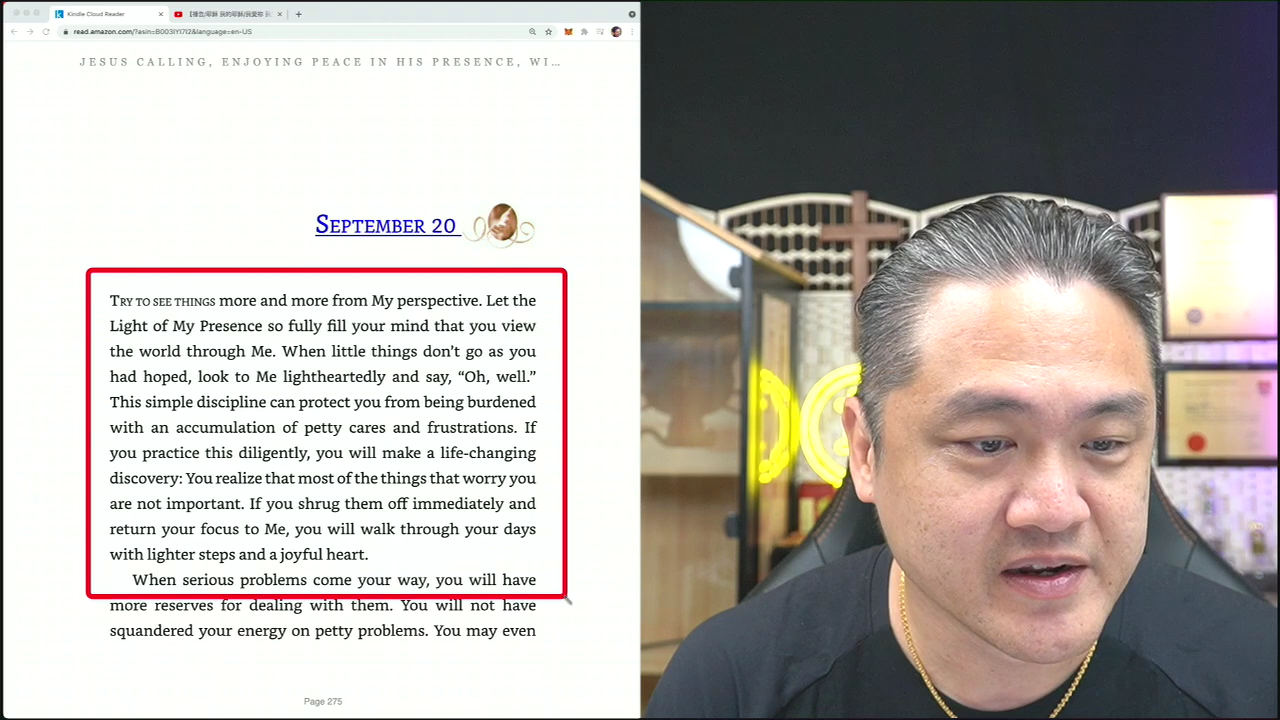 Kindle Cloud Reader
read.amazon.com/?asin=B003IYI7I2&language=en-US
JESUS CALLING, ENJOYING PEACE IN HIS PRESENCE, WI…
SEPTEMBER 20
TRY TO SEE THINGS more and more from My perspective. Let the
Light of My Presence so fully fill your mind that you view
the world through Me. When little things don’t go as you
had hoped, look to Me lightheartedly and say, “Oh, well.”
This simple discipline can protect you from being burdened
with an accumulation of petty cares and frustrations. If
you practice this diligently, you will make a life-changing
discovery: You realize that most of the things that worry you
are not important. If you shrug them off immediately and
return your focus to Me, you will walk through your days
with lighter steps and a joyful heart.
When serious problems come your way, you will have
more reserves for dealing with them. You will not have
squandered your energy on petty problems. You may even
Page 275